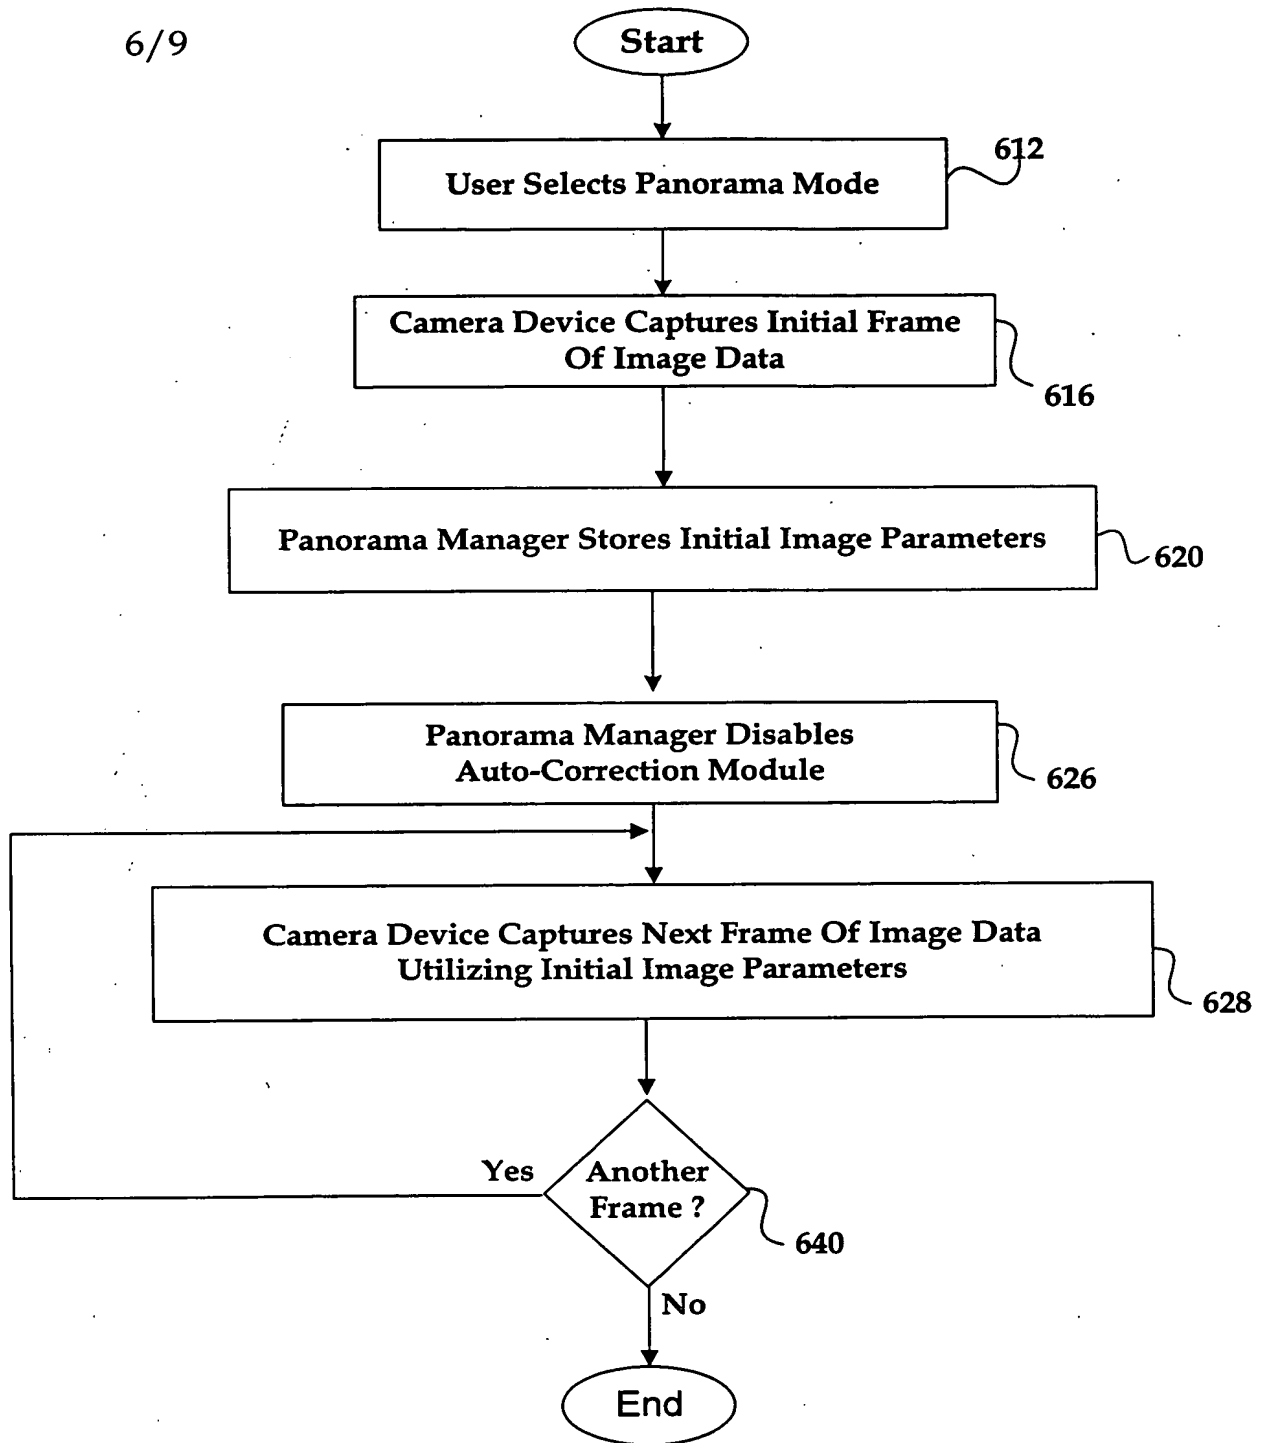 6/9
Start
User Selects Panorama Mode
612
Camera Device Captures Initial Frame
Of Image Data
616
Panorama Manager Stores Initial Image Parameters
620
Panorama Manager Disables
Auto-Correction Module
626
Camera Device Captures Next Frame Of Image Data
Utilizing Initial Image Parameters
628
Yes
Another
Frame ?
640
No
End